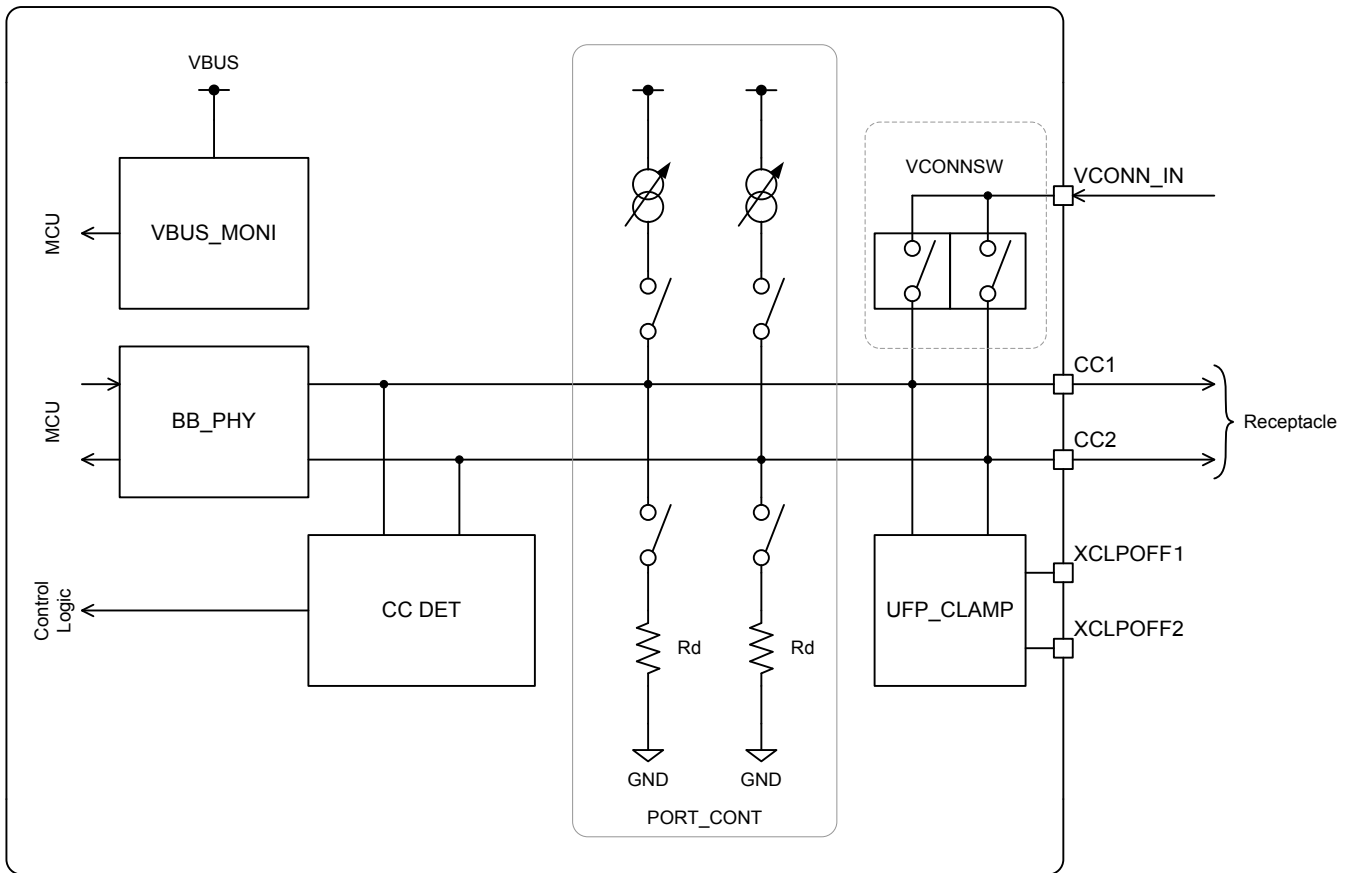 VBUS
VCONNSW
VCONN_IN
MCU
VBUS_MONI
CC1
MCU
BB_PHY
Receptacle
CC2
XCLPOFF1
Control
Logic
CC DET
Rd
Rd
UFP_CLAMP
XCLPOFF2
GND
GND
PORT_CONT